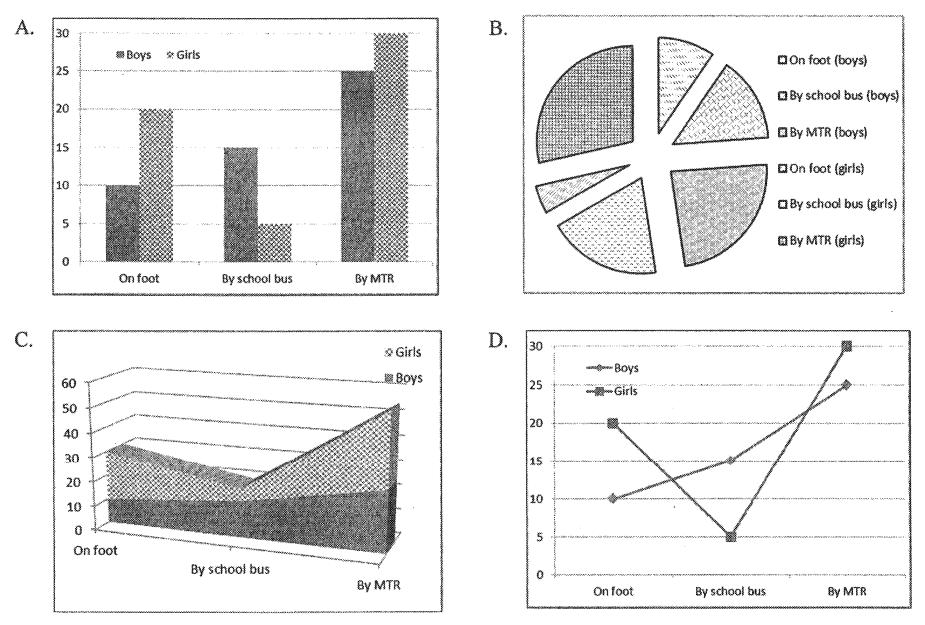 A.
Boys Girls
30
25
20
15
10
5
0
On foot By school bus By MTR
B.
On foot (boys)
By school bus (boys)
By MTR (boys)
On foot (girls)
By school bus (girls)
By MTR (girls)
C.
Girls
Boys
60
50
40
30
20
10
0
On foot
By school bus
By MTR
D.
30
Boys
25
Girls
20
15
10
5
0
On foot By school bus By MTR